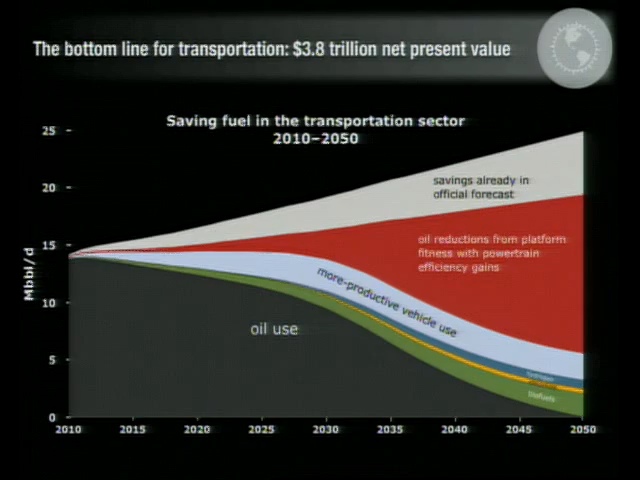 The bottom line for transportation: $3.8 trillion net present value
Saving fuel in the transportation sector
2010–2050
25
20
15
10
5
0
Mbbl/d
savings already in
official forecast
oil reductions from platform
fitness with powertrain
efficiency gains
more-productive vehicle use
oil use
hydrogen
biofuels
2010 2015 2020 2025 2030 2035 2040 2045 2050